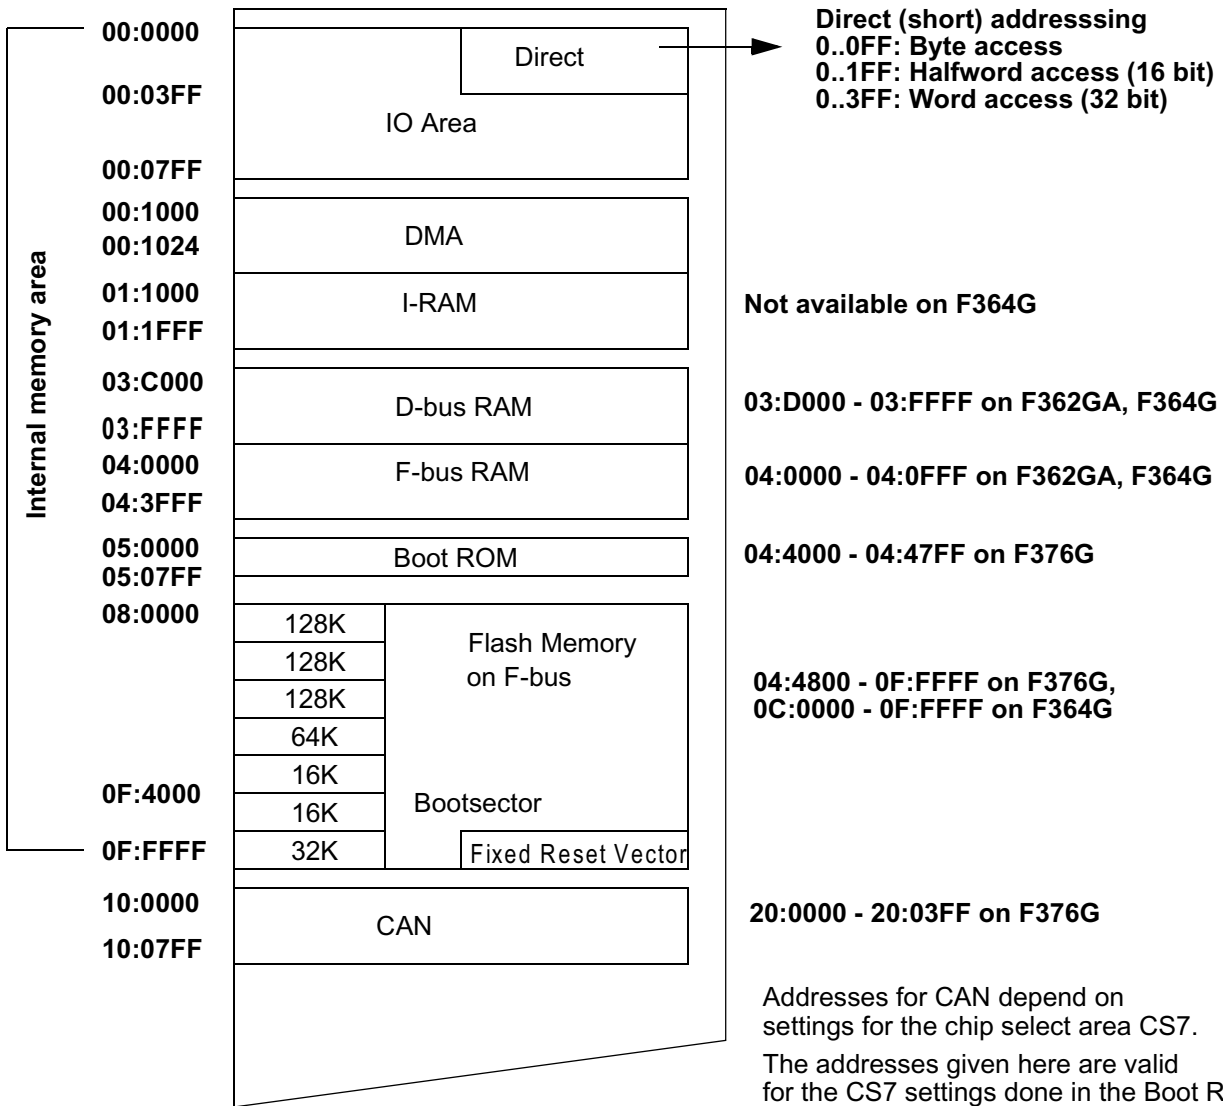 Internal memory area
00:0000
00:03FF
00:07FF
00:1000
00:1024
01:1000
01:1FFF
03:C000
03:FFFF
04:0000
04:3FFF
05:0000
05:07FF
08:0000
0F:4000
0F:FFFF
10:0000
10:07FF
Direct
IO Area
DMA
I-RAM
D-bus RAM
F-bus RAM
Boot ROM
128K
128K
128K
64K
16K
16K
32K
Flash Memory
on F-bus
Bootsector
Fixed Reset Vector
CAN
Direct (short) addresssing
0..0FF: Byte access
0..1FF: Halfword access (16 bit)
0..3FF: Word access (32 bit)
Not available on F364G
03:D000 - 03:FFFF on F362GA, F364G
04:0000 - 04:0FFF on F362GA, F364G
04:4000 - 04:47FF on F376G
04:4800 - 0F:FFFF on F376G,
0C:0000 - 0F:FFFF on F364G
20:0000 - 20:03FF on F376G
Addresses for CAN depend on
settings for the chip select area CS7.
The addresses given here are valid
for the CS7 settings done in the Boot R